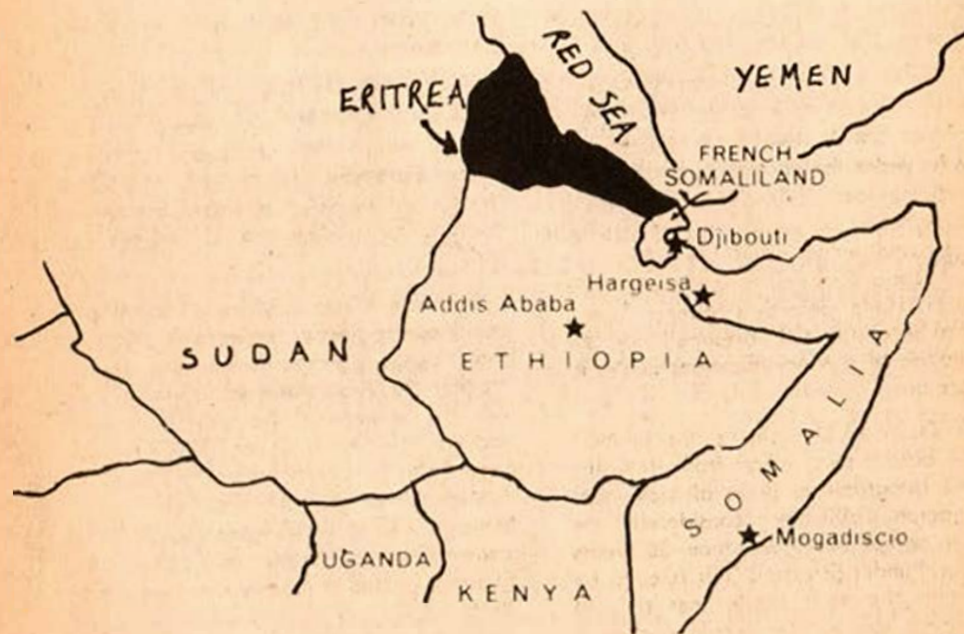 RED SEA
YEMEN
ERITREA
FRENCH
SOMALILAND
Djibouti
Hargeisa
Addis Ababa
SUDAN
ETHIOPIA
SOMALIA
Mogadiscio
UGANDA
KENYA